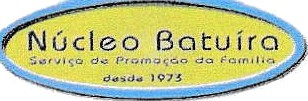 Núcleo Batuíra
Serviço de Promoção da Família
desde 1973